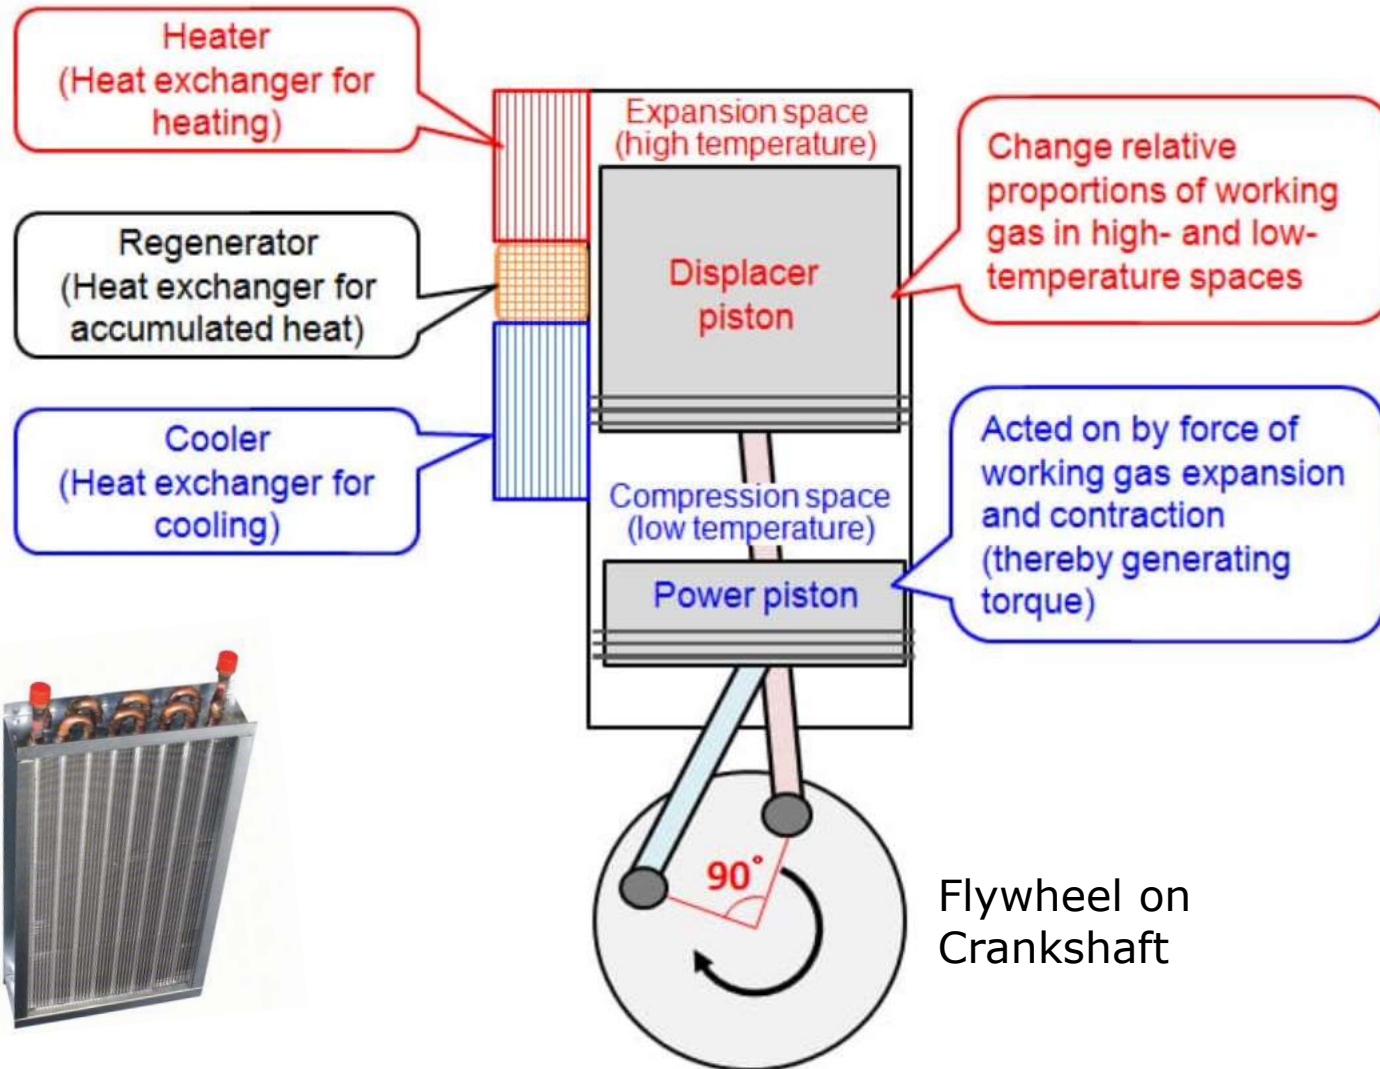 Heater
(Heat exchanger for
heating)
Regenerator
(Heat exchanger for
accumulated heat)
Cooler
(Heat exchanger for
cooling)
Expansion space
(high temperature)
Displacer
piston
Compression space
(low temperature)
Power piston
Change relative
proportions of working
gas in high- and low-
temperature spaces
Acted on by force of
working gas expansion
and contraction
(thereby generating
torque)
90°
Flywheel on
Crankshaft